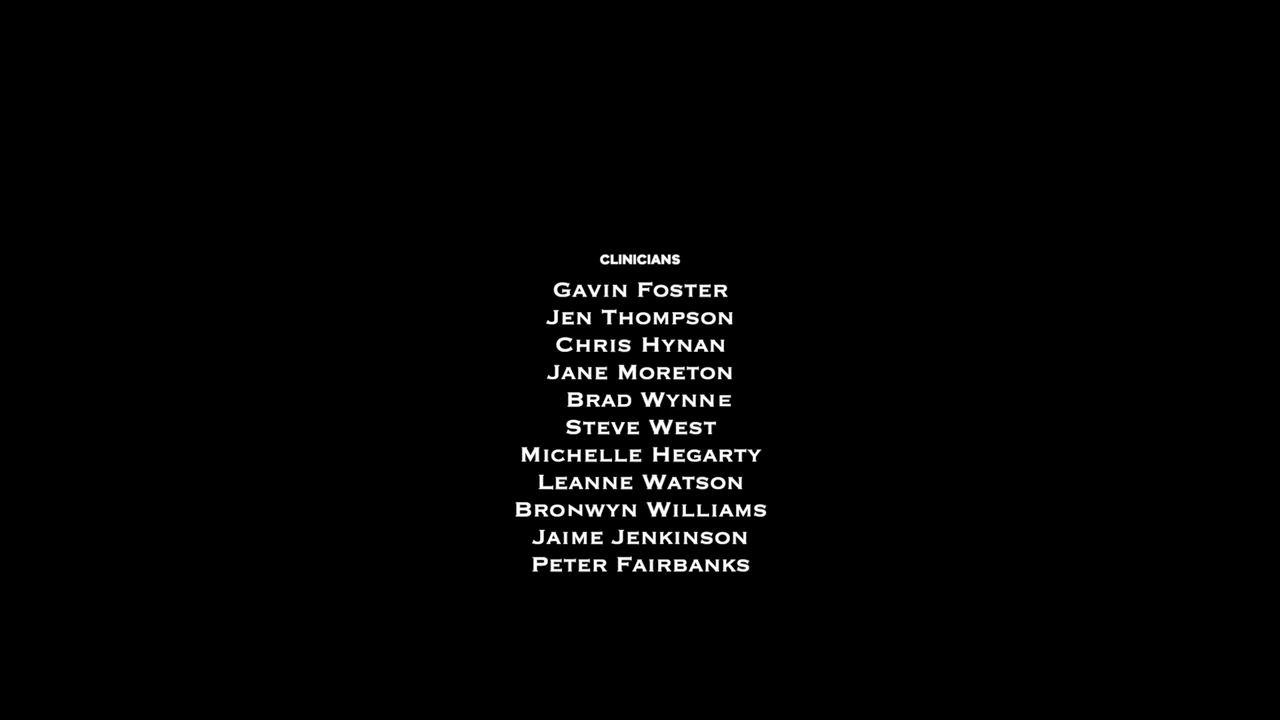 CLINICIANS
GAVIN FOSTER
JEN THOMPSON
CHRIS HYNAN
JANE MORETON
BRAD WYNNE
STEVE WEST
MICHELLE HEGARTY
LEANNE WATSON
BRONWYN WILLIAMS
JAIME JENKINSON
PETER FAIRBANKS